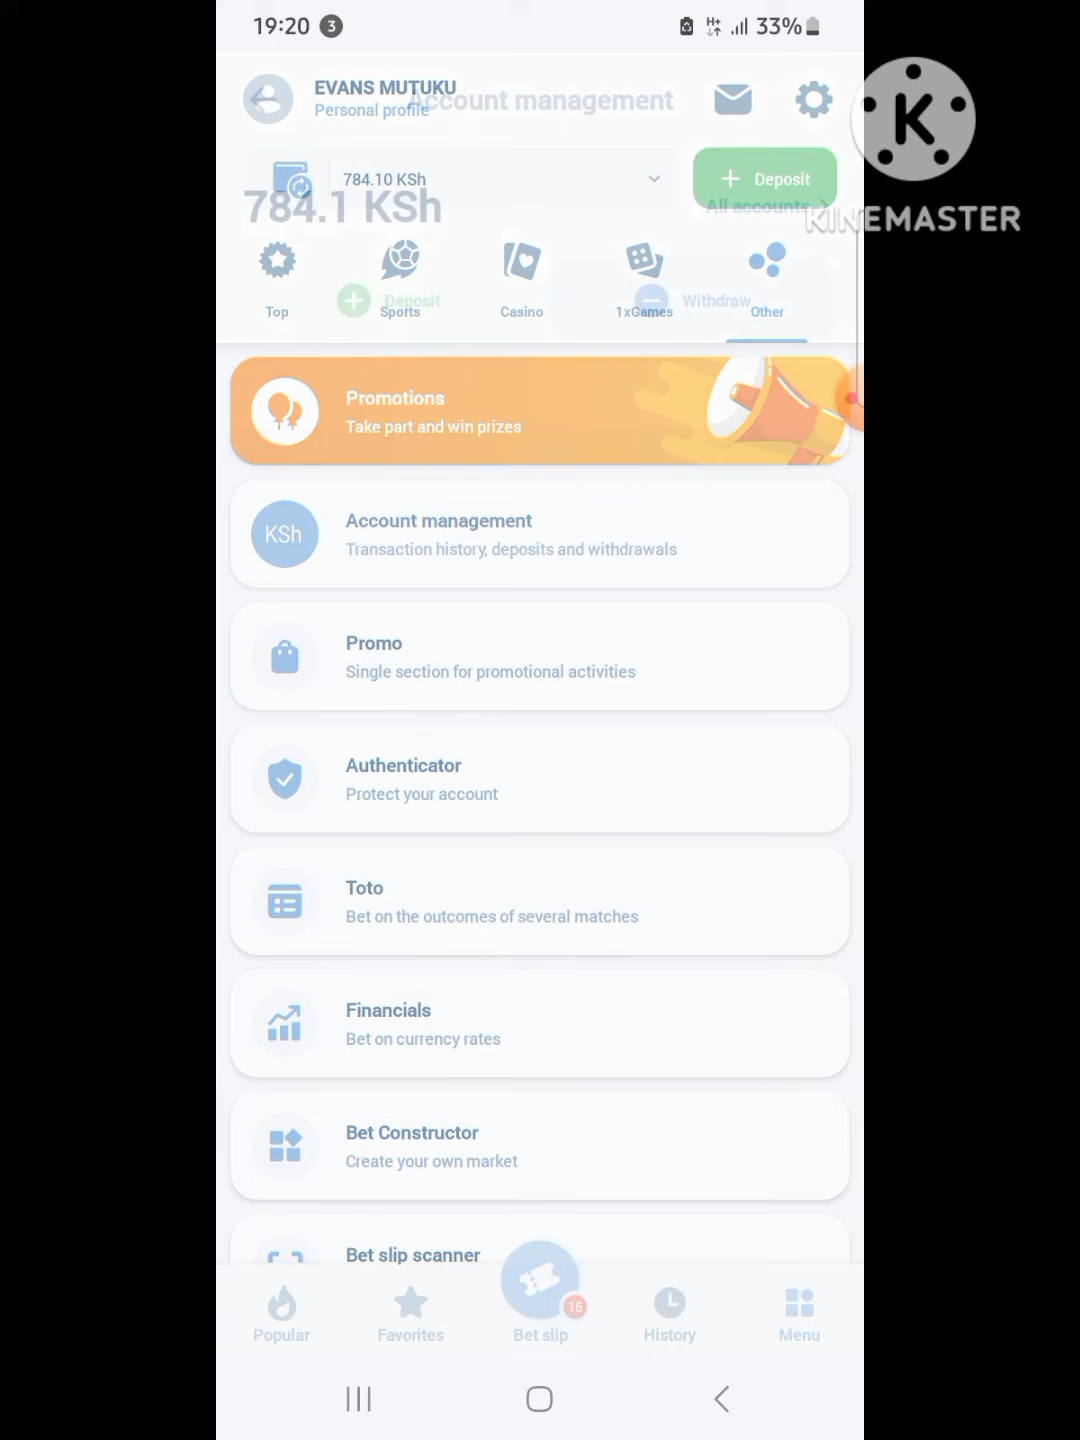 19:20 3
H+ 33%
EVANS MUTUKU
Personal profile
Account management
784.10 KSh
Deposit
784.1 KSh
All accounts
K
KINEMASTER
Deposit
Withdraw
Top
Sports
Casino
1xGames
Other
Promotions
Take part and win prizes
KSh
Account management
Transaction history, deposits and withdrawals
Promo
Single section for promotional activities
Authenticator
Protect your account
Toto
Bet on the outcomes of several matches
Financials
Bet on currency rates
Bet Constructor
Create your own market
Bet slip scanner
15
Popular
Favorites
Bet slip
History
Menu